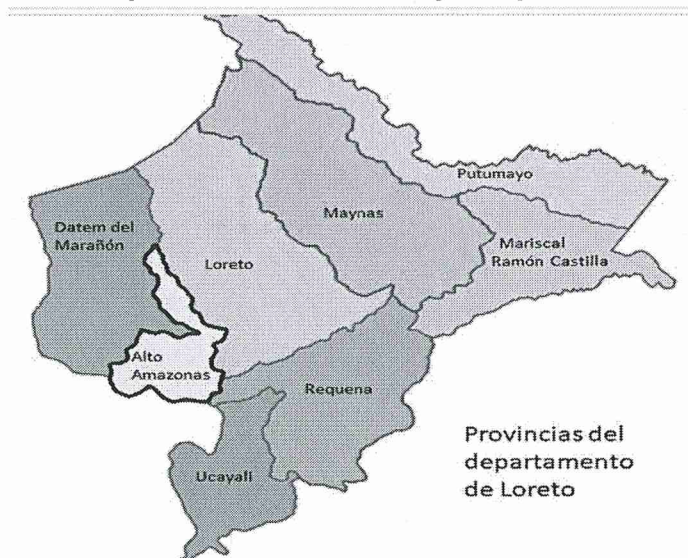 Putumayo
Datem del
Marañón
Maynas
Mariscal
Ramón Castilla
Loreto
Alto
Amazonas
Requena
Ucayali
Provincias del
departamento
de Loreto